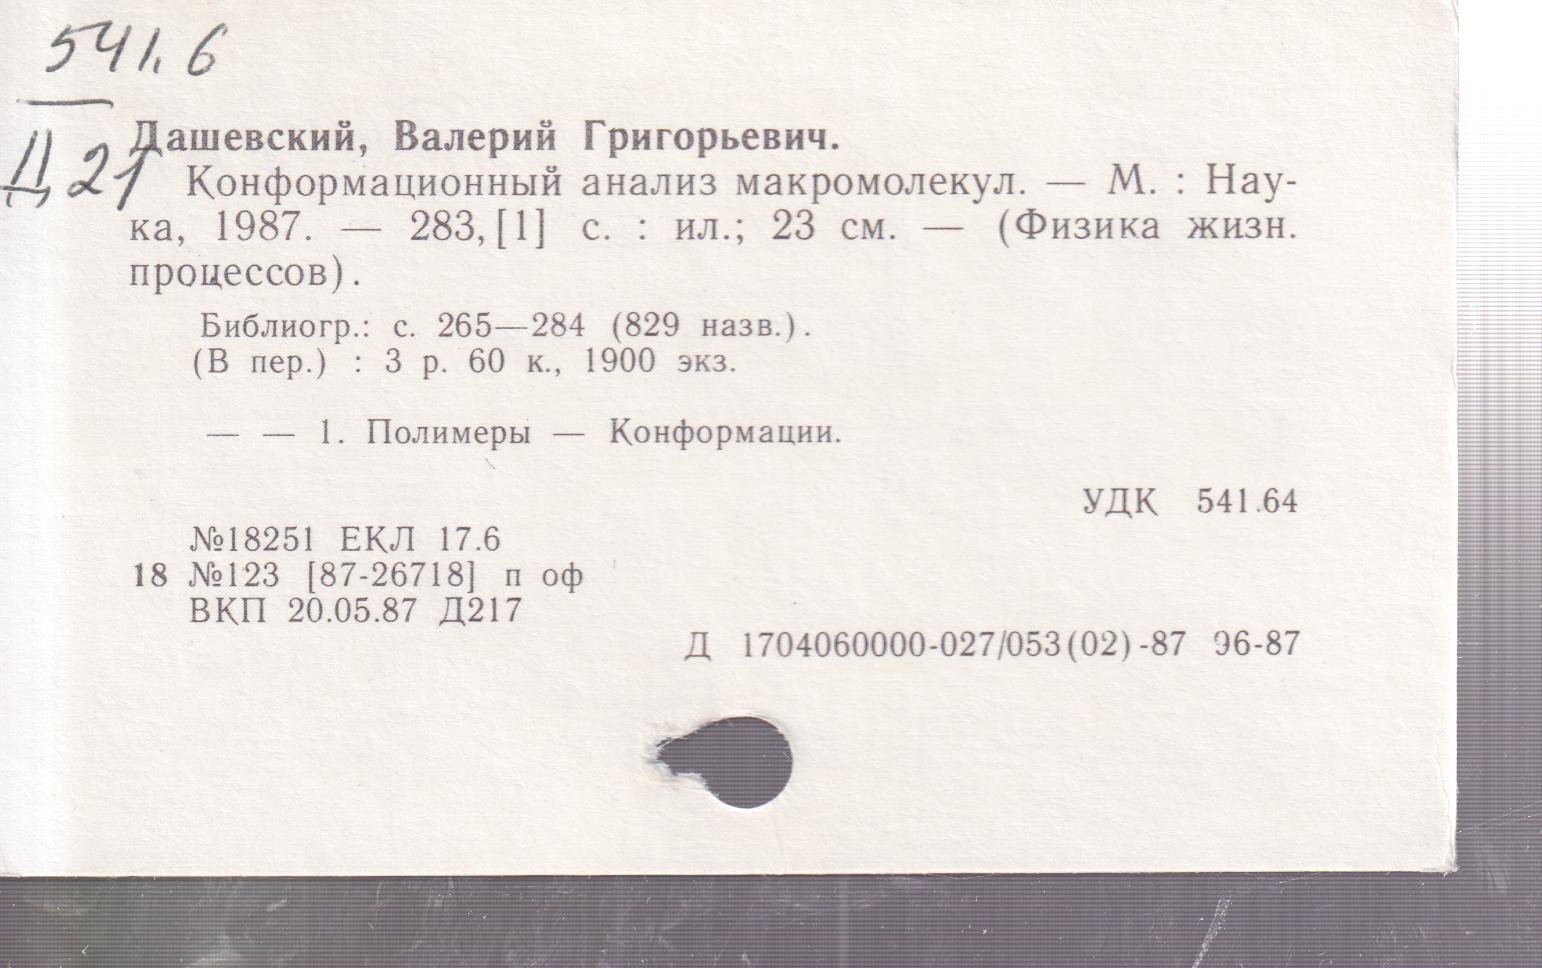 541.6
Д21
Дашевский, Валерий Григорьевич.
Конформационный анализ макромолекул. — М. : Нау-
ка, 1987. — 283,[1] с. : ил.; 23 см. — (Физика жизн.
процессов).
Библиогр.: с. 265—284 (829 назв.).
(В пер.) : 3 р. 60 к., 1900 экз.
— — 1. Полимеры — Конформации.
УДК 541.64
№18251 ЕКЛ 17.6
18 №123 [87-26718] п оф
ВКП 20.05.87 Д217
Д 1704060000-027/053(02)-87 96-87